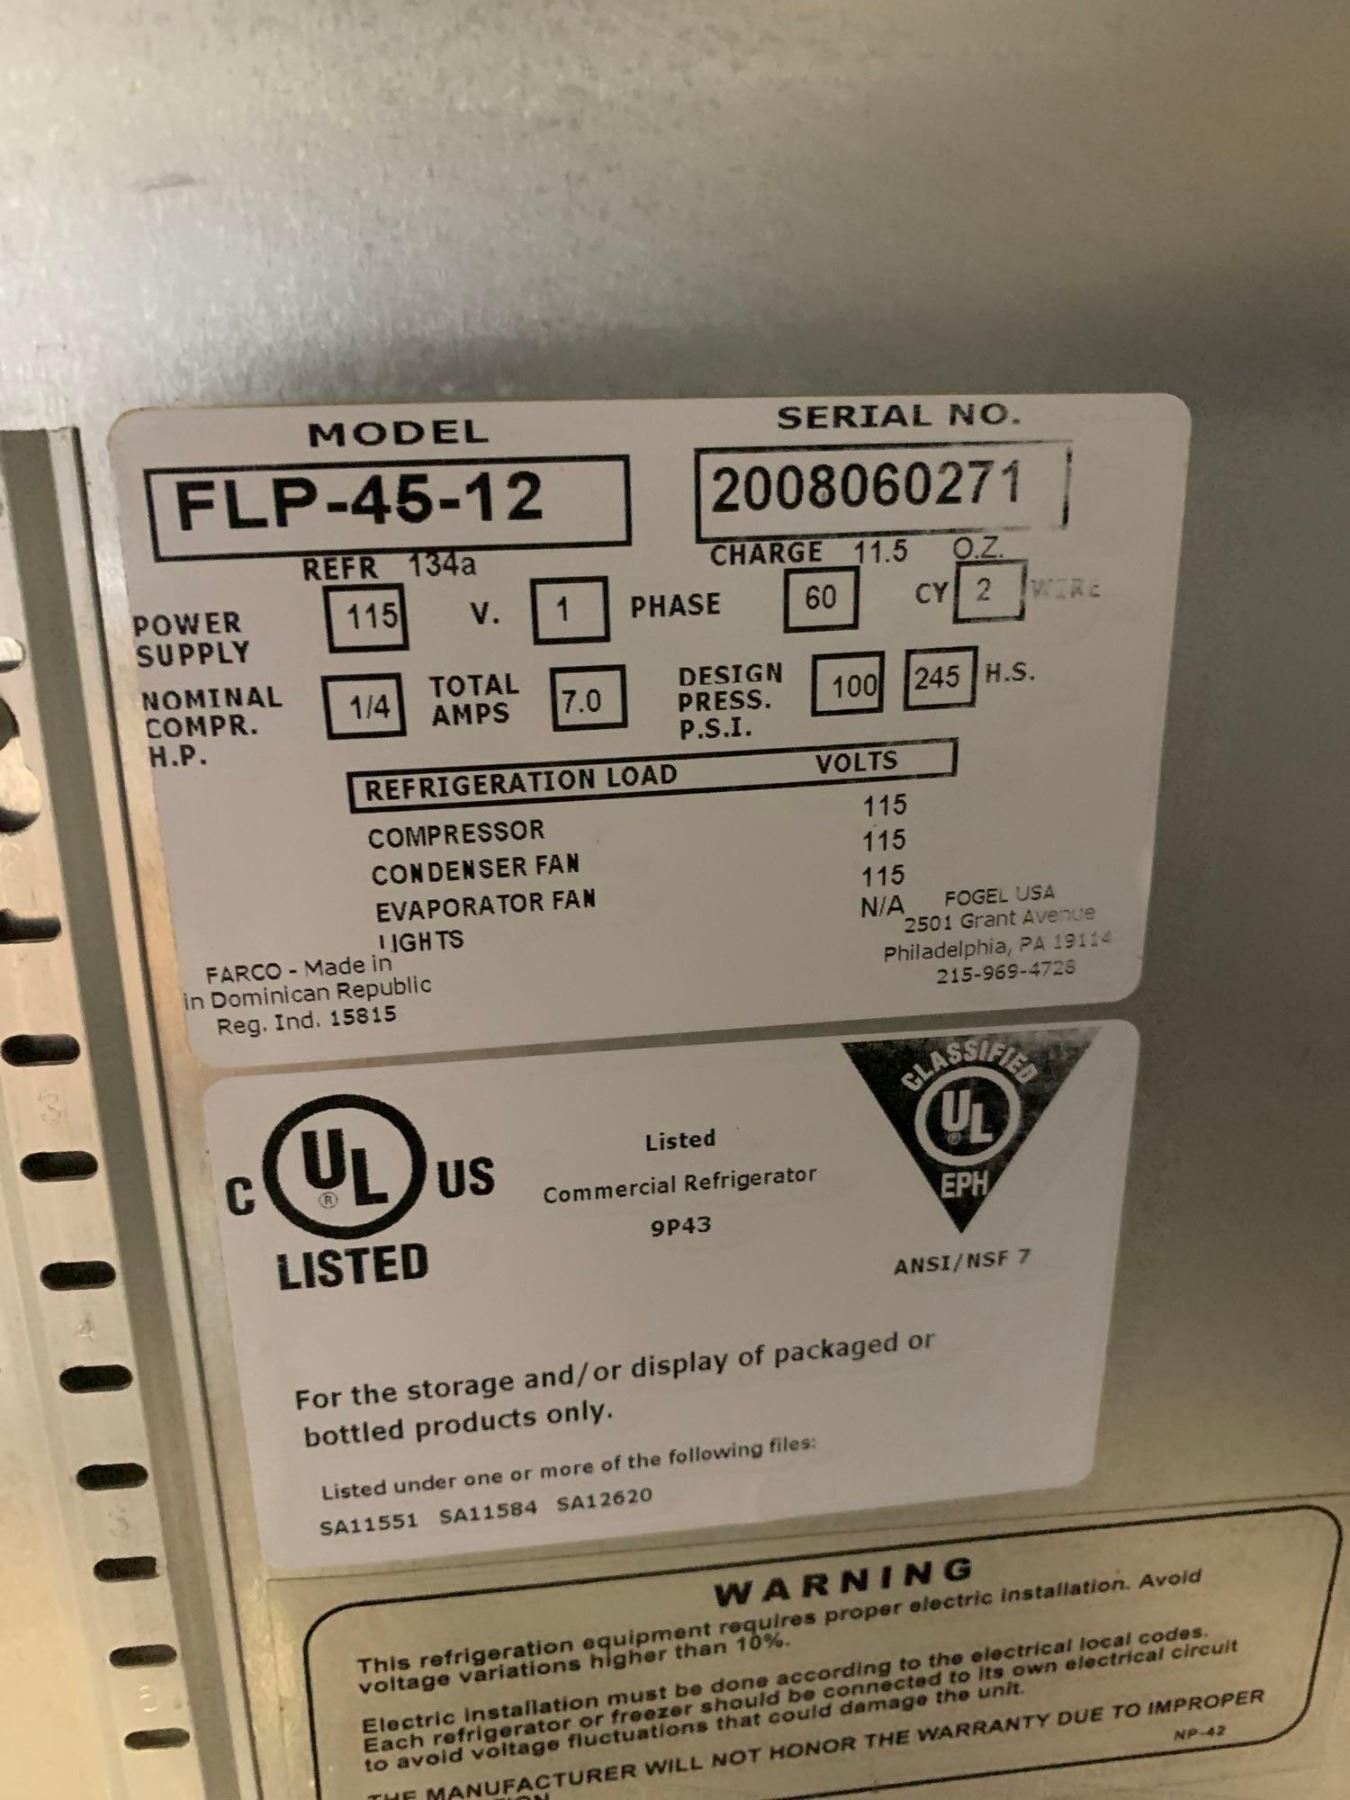 MODEL SERIAL NO.
FLP-45-12 2008060271
REFR 134a CHARGE 11.5 O.Z.
POWER SUPPLY 115 V. 1 PHASE 60 CY 2 WIRE
NOMINAL COMPR. H.P. 1/4 TOTAL AMPS 7.0 DESIGN PRESS. P.S.I. 100 245 H.S.
REFRIGERATION LOAD VOLTS
COMPRESSOR 115
CONDENSER FAN 115
EVAPORATOR FAN 115
LIGHTS N/A
FARCO - Made in
in Dominican Republic
Reg. Ind. 15815
FOGEL USA
2501 Grant Avenue
Philadelphia, PA 19114
215-969-4728
C UL ® US
LISTED
Listed
Commercial Refrigerator
9P43
CLASSIFIED
UL ®
EPH
ANSI/NSF 7
For the storage and/or display of packaged or
bottled products only.
Listed under one or more of the following files:
SA11551 SA11584 SA12620
WARNING
This refrigeration equipment requires proper electric installation. Avoid
voltage variations higher than 10%.
Electric installation must be done according to the electrical local codes.
Each refrigerator or freezer should be connected to its own electrical circuit
to avoid voltage fluctuations that could damage the unit.
THE MANUFACTURER WILL NOT HONOR THE WARRANTY DUE TO IMPROPER
NP-42
3
4
5
6